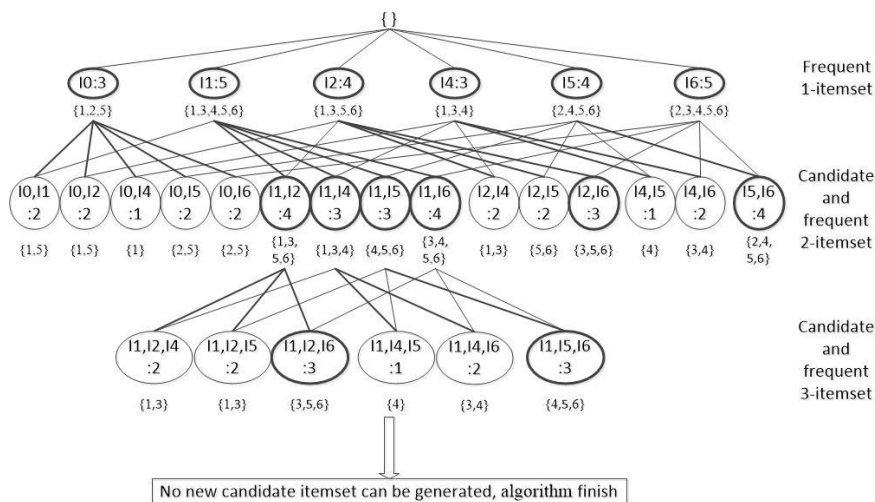 { }
I0:3 I1:5 I2:4 I4:3 I5:4 I6:5
Frequent
1-itemset
{1,2,5} {1,3,4,5,6} {1,3,5,6} {1,3,4} {2,4,5,6} {2,3,4,5,6}
I0,I1 I0,I2 I0,I4 I0,I5 I0,I6 I1,I2 I1,I4 I1,I5 I1,I6 I2,I4 I2,I5 I2,I6 I4,I5 I4,I6 I5,I6
:2 :2 :1 :2 :2 :4 :3 :3 :4 :2 :2 :3 :1 :2 :4
Candidate
and
frequent
2-itemset
{1,5} {1,5} {1} {2,5} {2,5} {1,3, {1,3,4} {4,5,6} {3,4, {1,3} {5,6} {3,5,6} {4} {3,4} {2,4,
5,6} 5,6} 5,6}
I1,I2,I4 I1,I2,I5 I1,I2,I6 I1,I4,I5 I1,I4,I6 I1,I5,I6
:2 :2 :3 :1 :2 :3
Candidate
and
frequent
3-itemset
{1,3} {1,3} {3,5,6} {4} {3,4} {4,5,6}
No new candidate itemset can be generated, algorithm finish